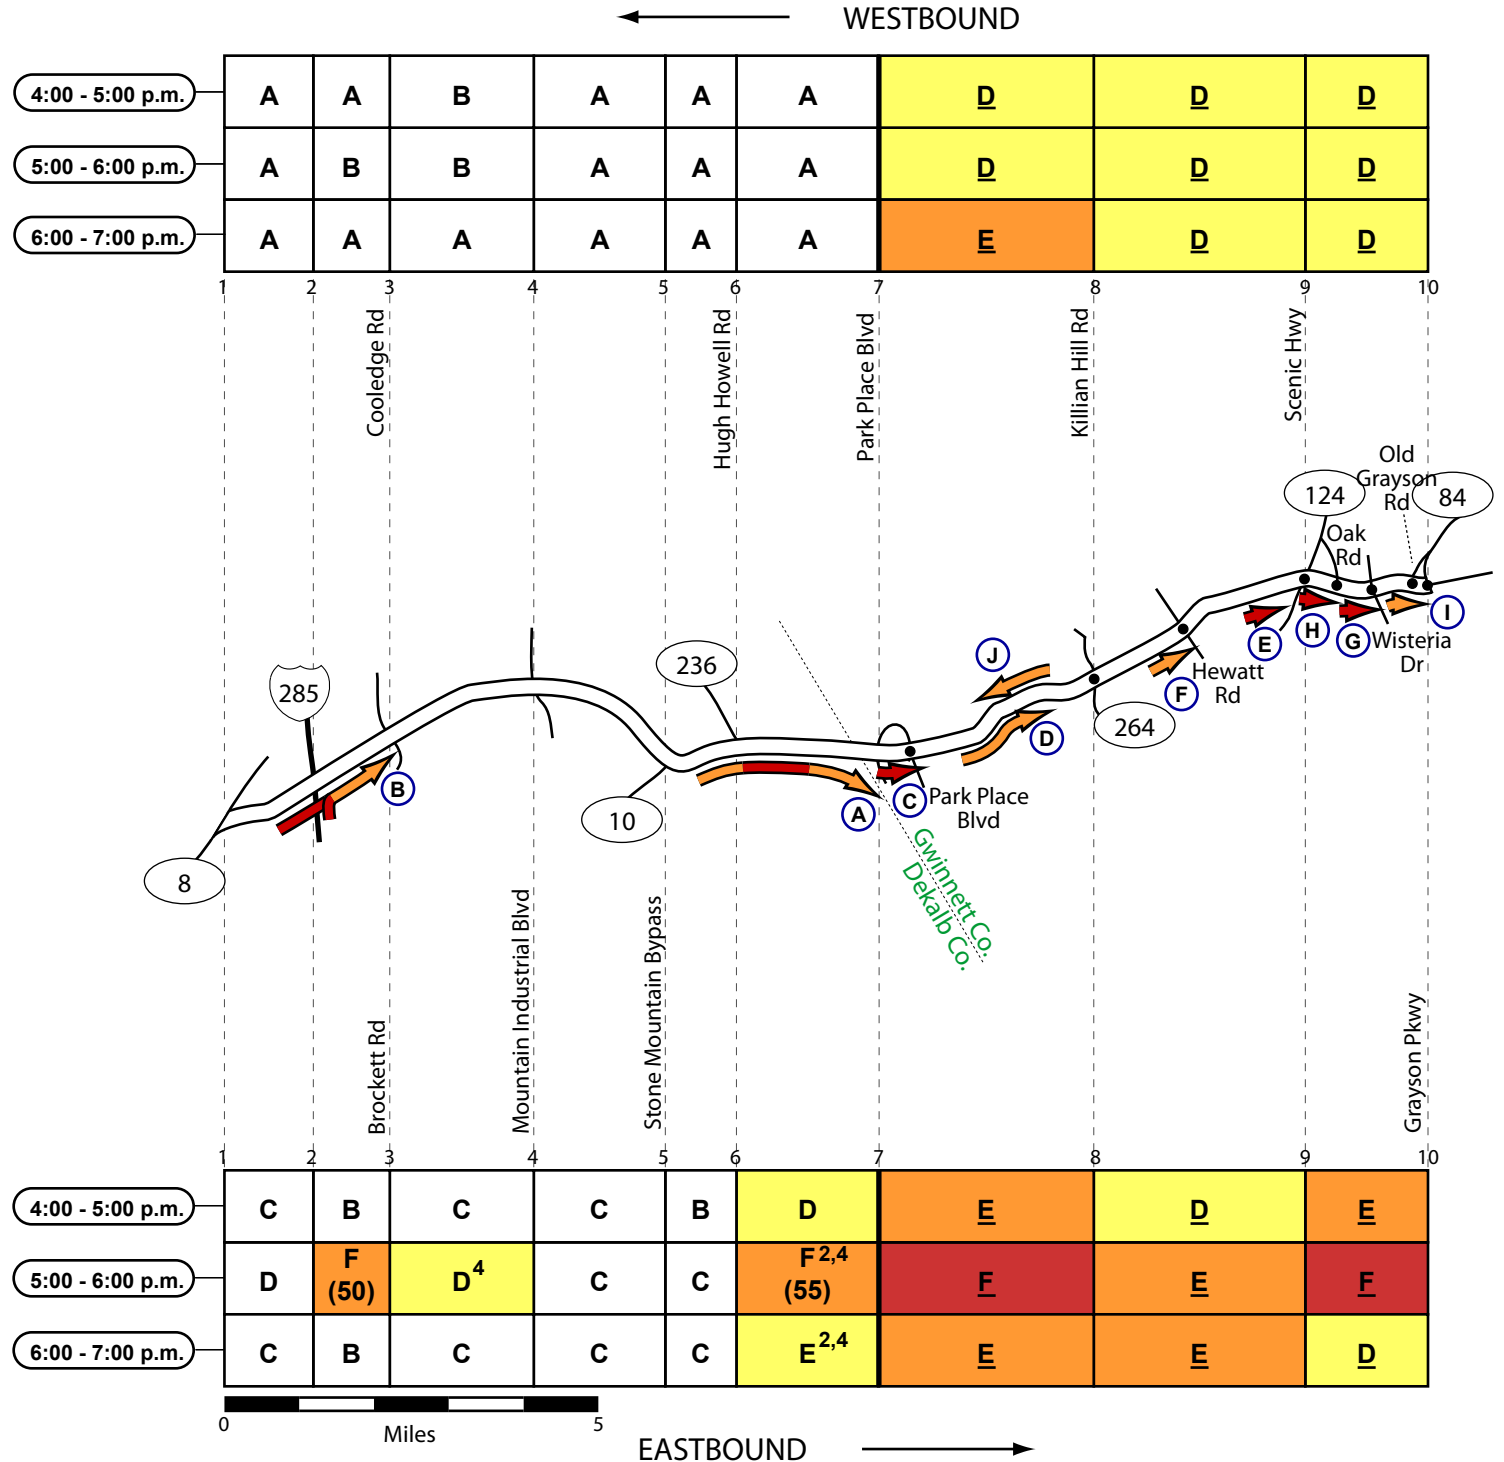 WESTBOUND
4:00 - 5:00 p.m. A A B A A A D D D
5:00 - 6:00 p.m. A B B A A A D D D
6:00 - 7:00 p.m. A A A A A A E D D
1 2 3 4 5 6 7 8 9 10
Cooledge Rd
Hugh Howell Rd
Park Place Blvd
Killian Hill Rd
Scenic Hwy
Old
Grayson
Rd
124
84
Oak
Rd
285
236
J
E
H
G
I
Wisteria
Dr
F
Hewatt
Rd
D
264
B
A
C
Park Place
Blvd
10
8
Gwinnett Co.
Dekalb Co.
Brockett Rd
Mountain Industrial Blvd
Stone Mountain Bypass
Grayson Pkwy
1 2 3 4 5 6 7 8 9 10
4:00 - 5:00 p.m. C B C C B D E D E
5:00 - 6:00 p.m. D F (50) D4 C C F2,4 (55) F E F
6:00 - 7:00 p.m. C B C C C E2,4 E E D
0 5
Miles
EASTBOUND